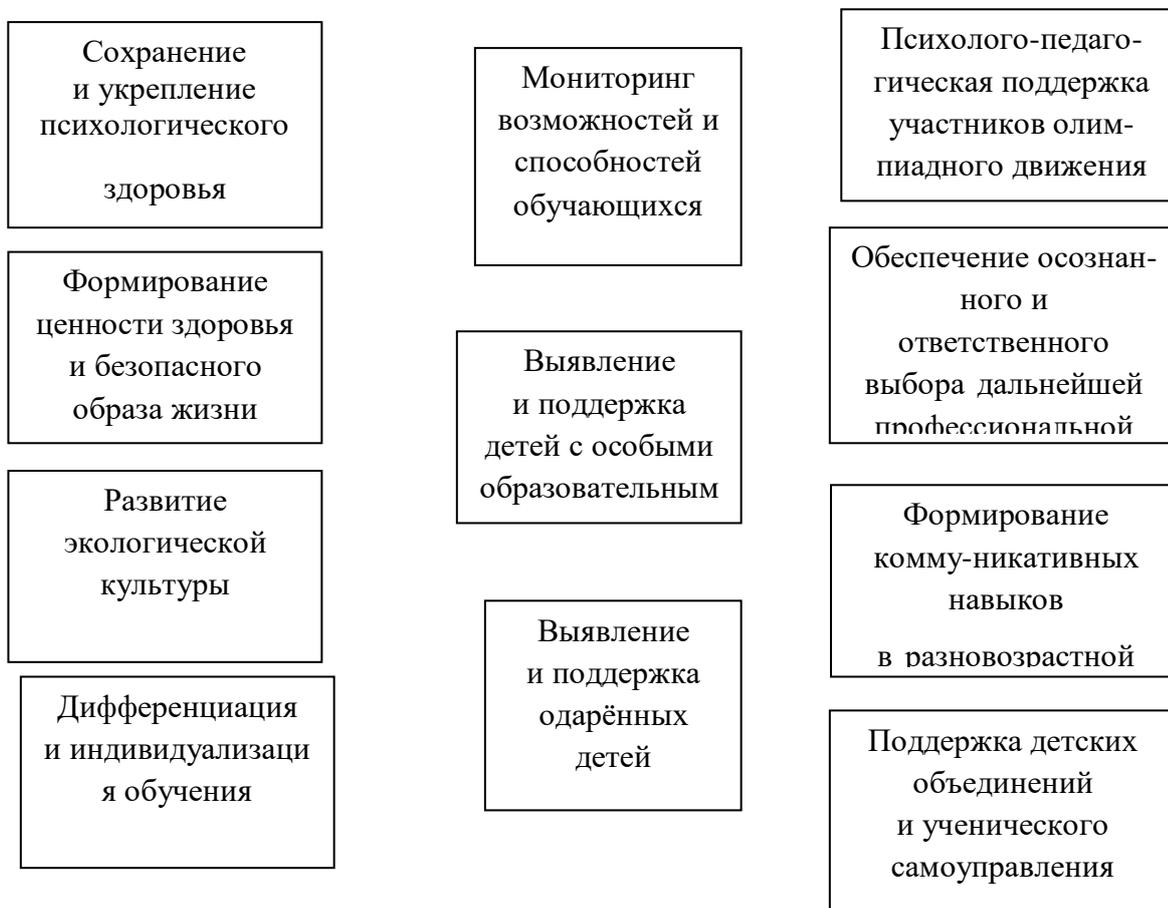 Сохранение
и укрепление
психологического
здоровья
Формирование
ценности здоровья
и безопасного
образа жизни
Развитие
экологической
культуры
Дифференциация
и индивидуализаци
я обучения
Мониторинг
возможностей и
способностей
обучающихся
Выявление
и поддержка
детей с особыми
образовательным
Выявление
и поддержка
одарённых
детей
Психолого-педаго-
гическая поддержка
участников олим-
пиадного движения
Обеспечение осознан-
ного и
ответственного
выбора дальнейшей
профессиональной
Формирование
комму-никативных
навыков
в разновозрастной
Поддержка детских
объединений
и ученического
самоуправления